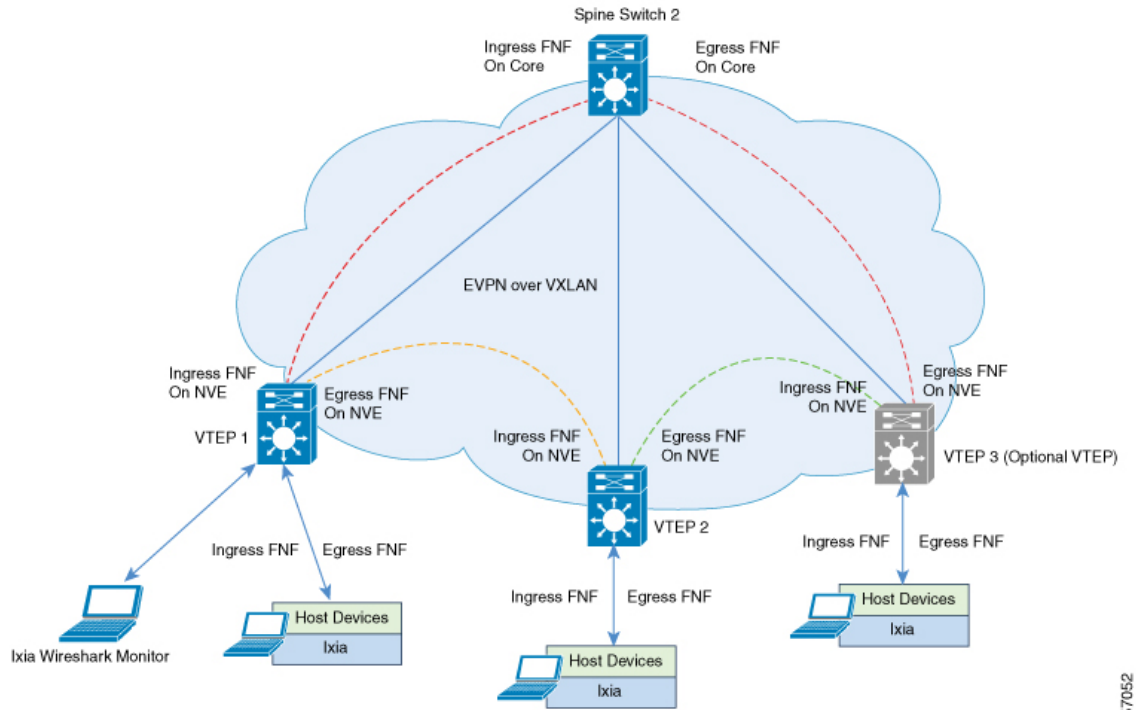 Spine Switch 2
Ingress FNF
On Core
Egress FNF
On Core
EVPN over VXLAN
Ingress FNF
On NVE
Egress FNF
On NVE
VTEP 1
Ingress FNF
On NVE
Egress FNF
On NVE
VTEP 2
Ingress FNF
On NVE
Egress FNF
On NVE
VTEP 3 (Optional VTEP)
Ingress FNF
Egress FNF
Ingress FNF
Egress FNF
Ingress FNF
Egress FNF
Ixia Wireshark Monitor
Host Devices
Ixia
Host Devices
Ixia
Host Devices
Ixia